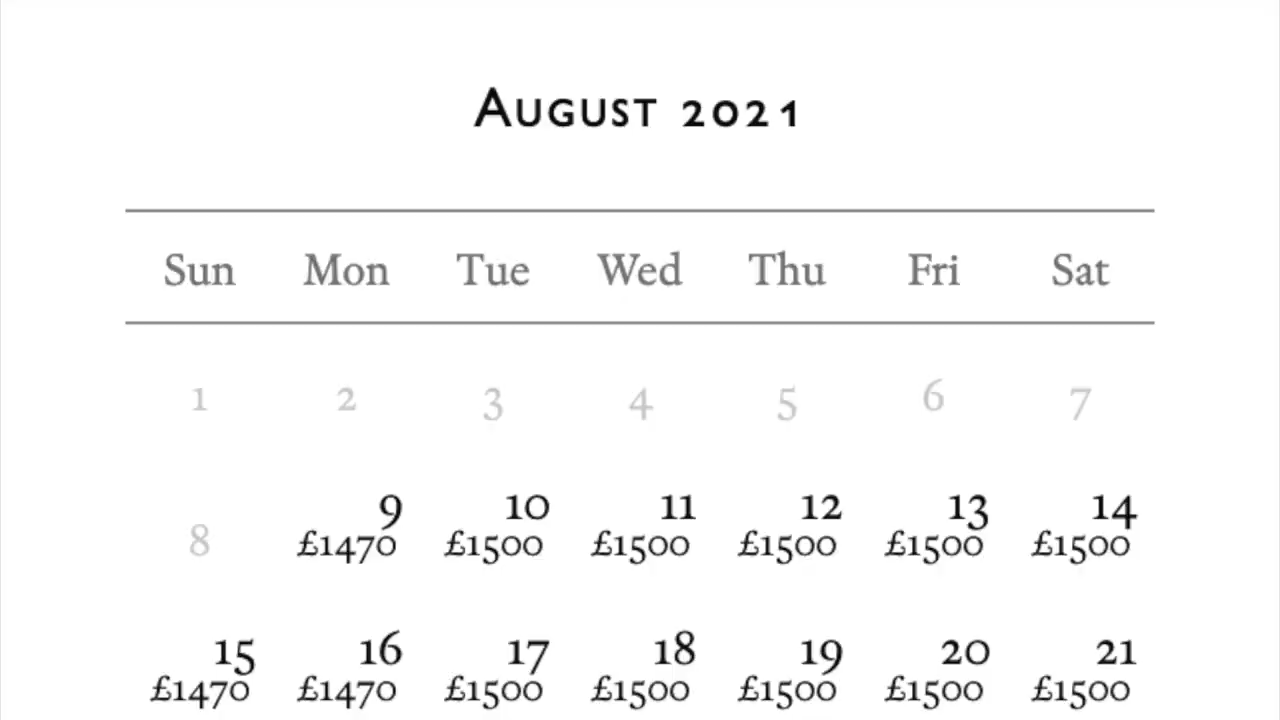 August 2021
Sun Mon Tue Wed Thu Fri Sat
1 2 3 4 5 6 7
8 9 10 11 12 13 14
£1470 £1500 £1500 £1500 £1500 £1500
15 16 17 18 19 20 21
£1470 £1470 £1500 £1500 £1500 £1500 £1500